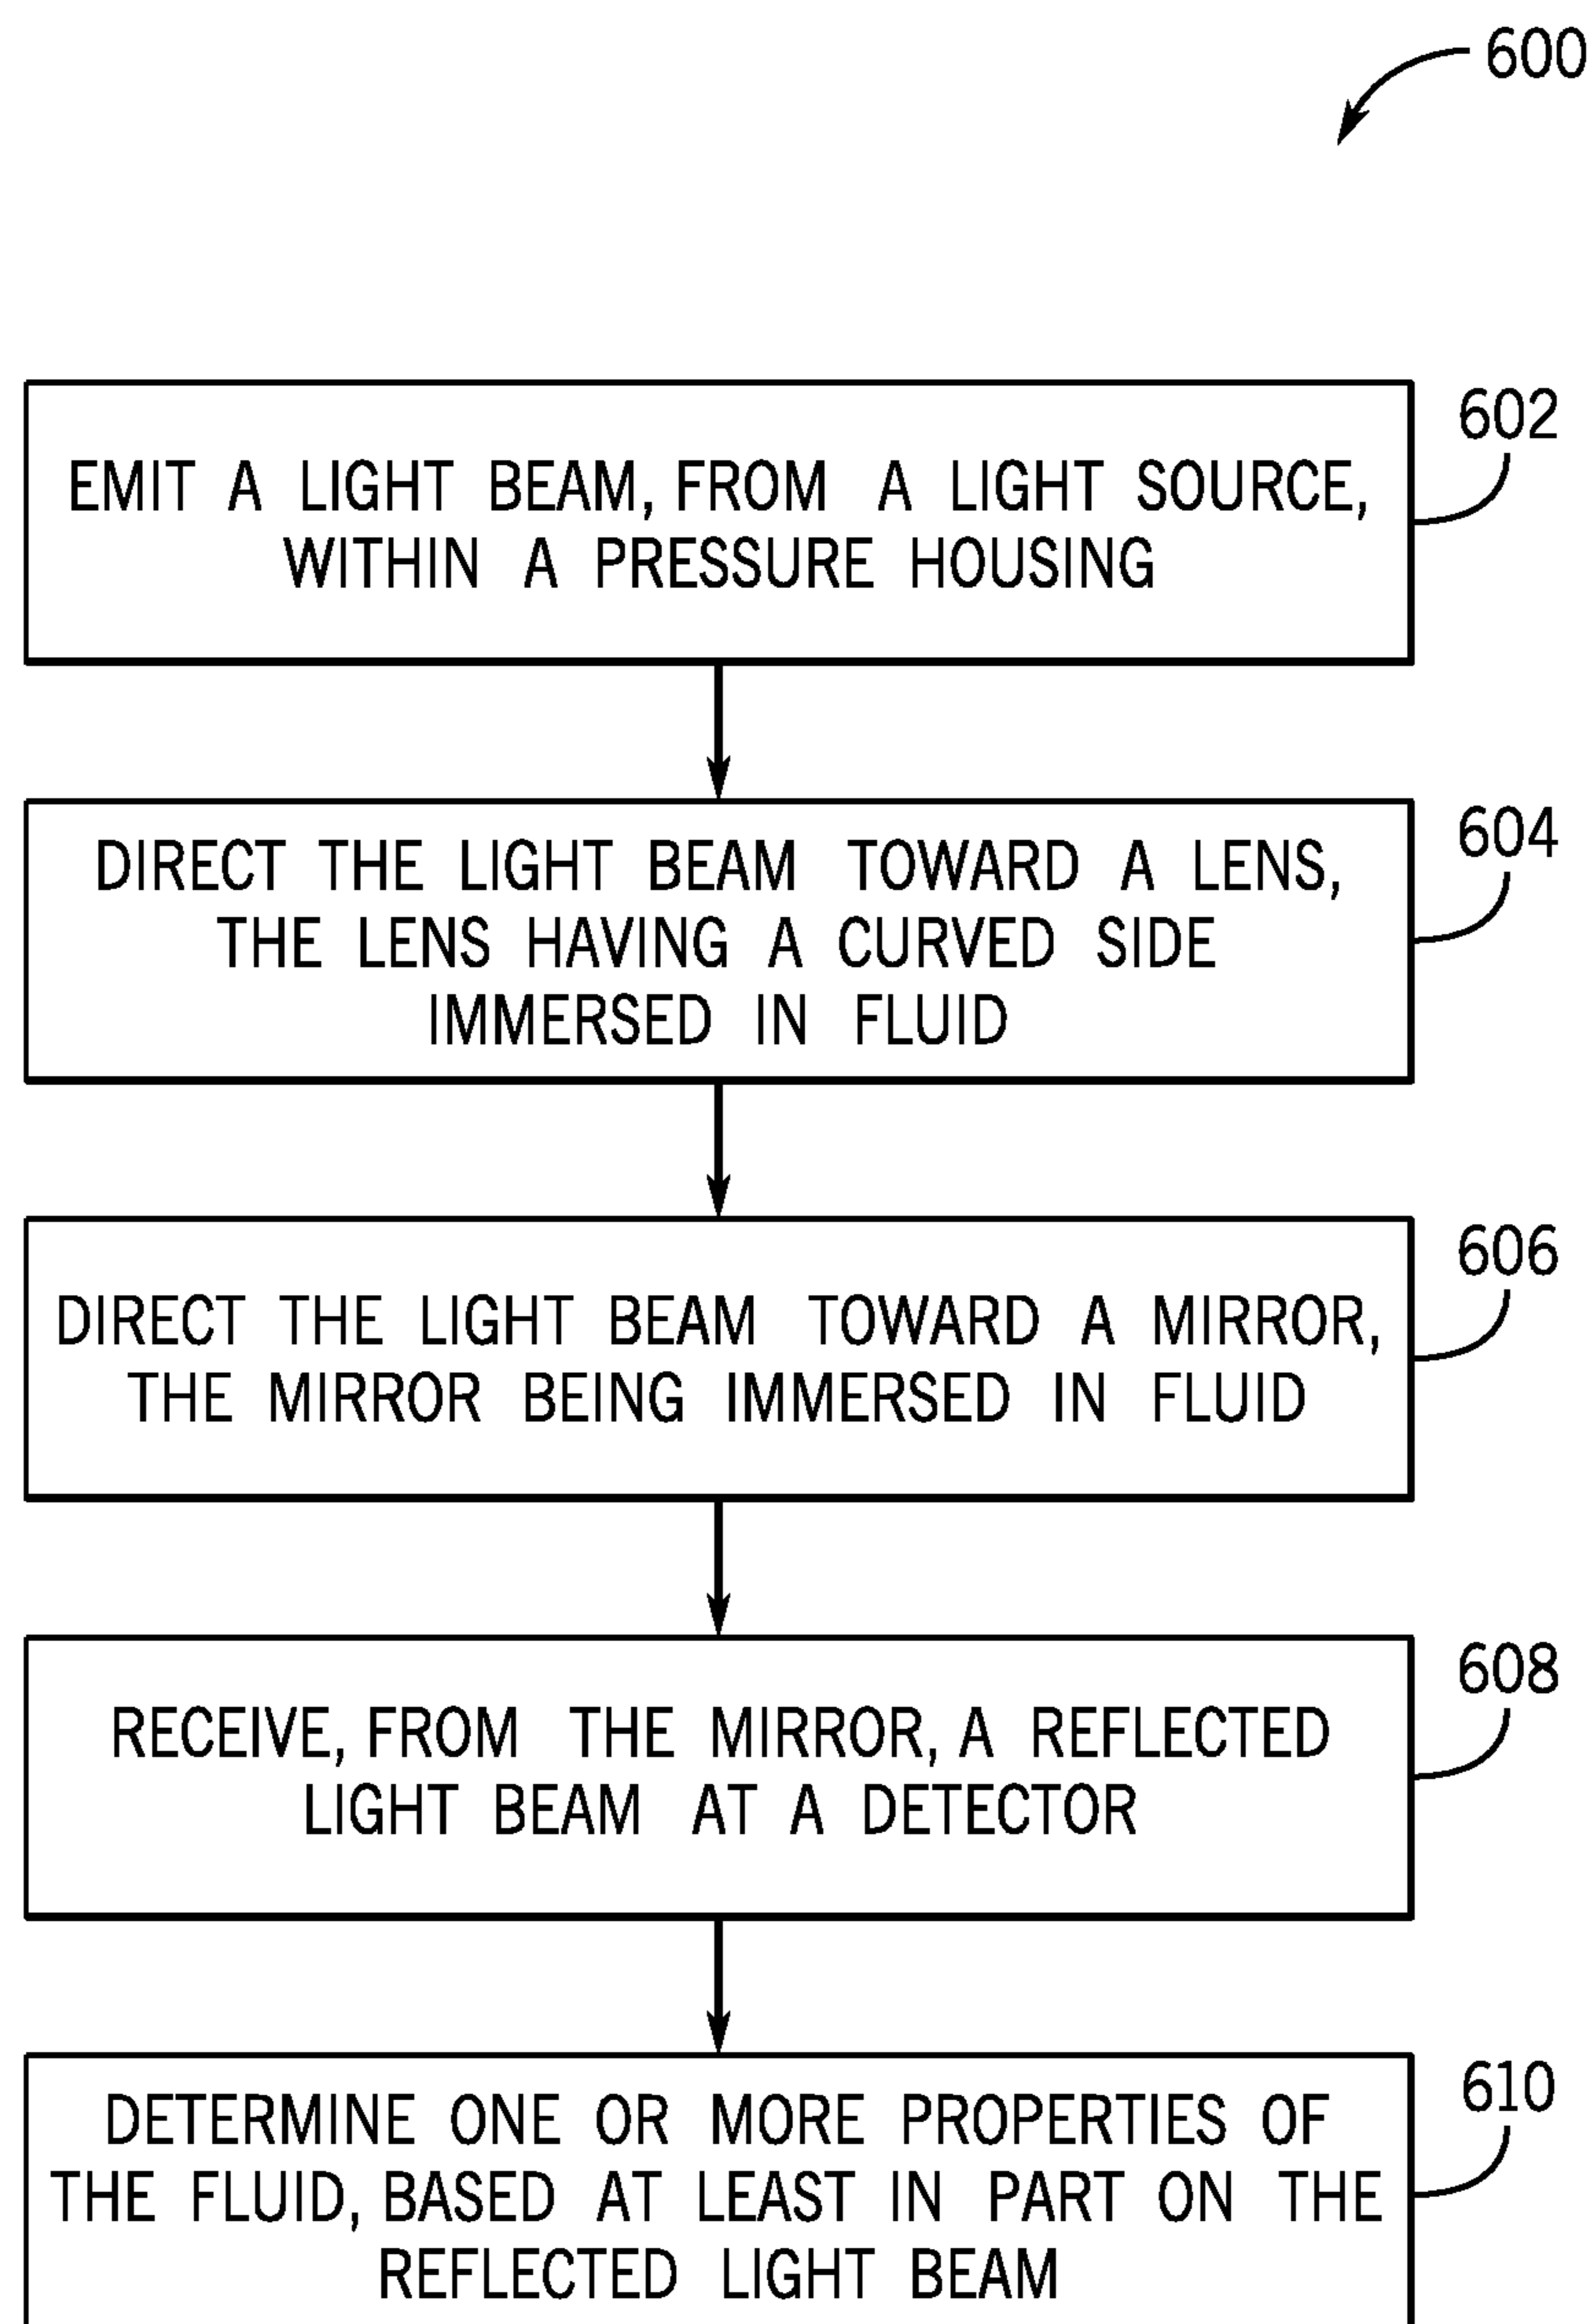 600
602
EMIT A LIGHT BEAM, FROM A LIGHT SOURCE,
WITHIN A PRESSURE HOUSING
604
DIRECT THE LIGHT BEAM TOWARD A LENS,
THE LENS HAVING A CURVED SIDE
IMMERSED IN FLUID
606
DIRECT THE LIGHT BEAM TOWARD A MIRROR,
THE MIRROR BEING IMMERSED IN FLUID
608
RECEIVE, FROM THE MIRROR, A REFLECTED
LIGHT BEAM AT A DETECTOR
610
DETERMINE ONE OR MORE PROPERTIES OF
THE FLUID, BASED AT LEAST IN PART ON THE
REFLECTED LIGHT BEAM